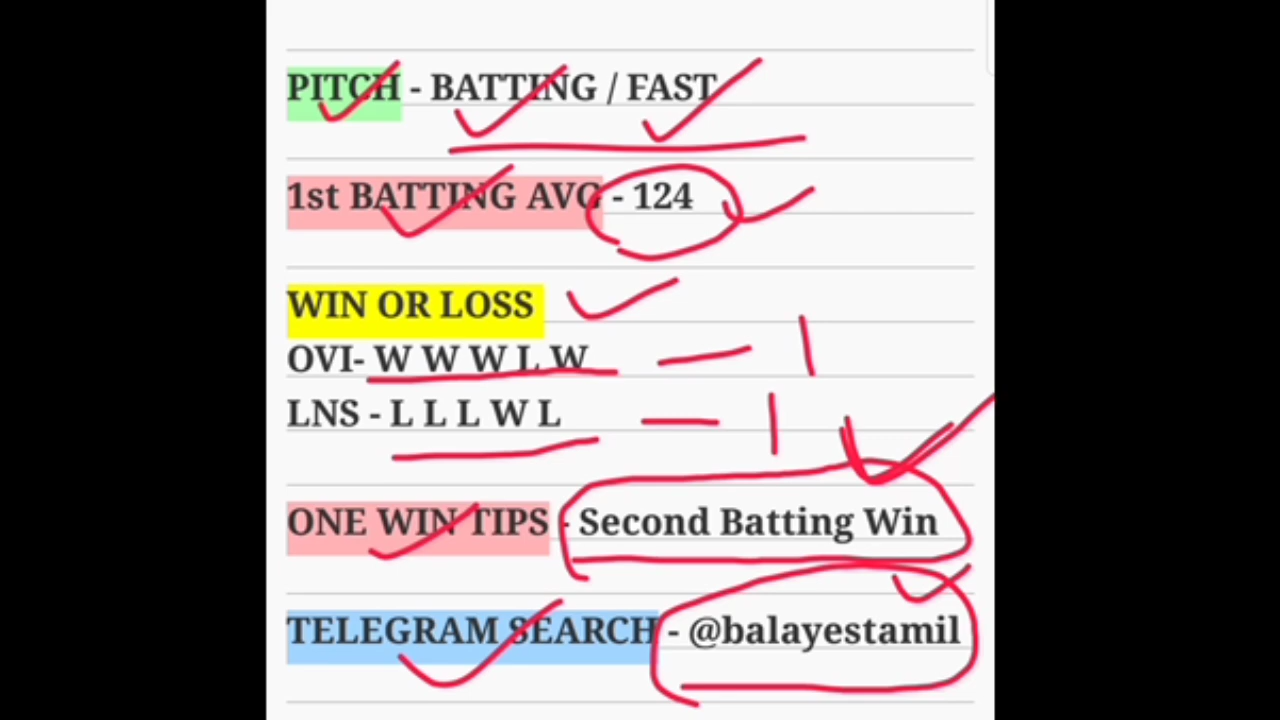 PITCH - BATTING / FAST
1st BATTING AVG - 124
WIN OR LOSS
OVI- W W W L W
LNS - L L L W L
ONE WIN TIPS - Second Batting Win
TELEGRAM SEARCH - @balayestamil